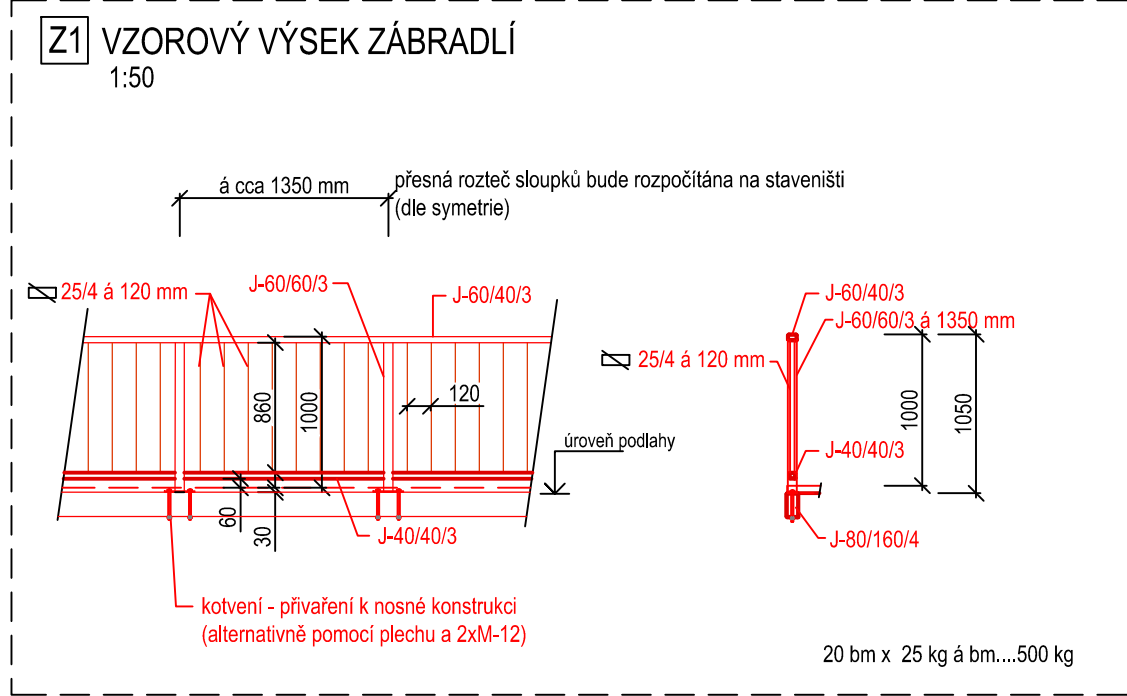 Z1 VZOROVÝ VÝSEK ZÁBRADLÍ
1:50
á cca 1350 mm
přesná rozteč sloupků bude rozpočítána na staveništi
(dle symetrie)
25/4 á 120 mm
J-60/60/3
J-60/40/3
860
1000
120
60
30
J-40/40/3
úroveň podlahy
kotvení - přivaření k nosné konstrukci
(alternativně pomocí plechu a 2xM-12)
J-60/40/3
J-60/60/3 á 1350 mm
25/4 á 120 mm
1000
1050
J-40/40/3
J-80/160/4
20 bm x 25 kg á bm....500 kg